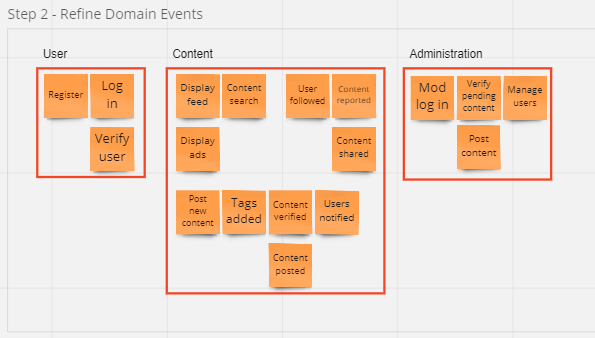 Step 2 - Refine Domain Events
User
Register
Log
in
Verify
user
Content
Display
feed
Content
search
User
followed
Content
reported
Display
ads
Content
shared
Post
new
content
Tags
added
Content
verified
Users
notified
Content
posted
Administration
Mod
log in
Verify
pending
content
Manage
users
Post
content